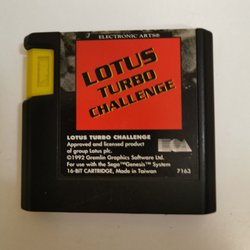 ELECTRONIC ARTS®
LOTUS
TURBO
CHALLENGE
LOTUS TURBO CHALLENGE
Approved and licensed product
of group Lotus plc.
©1992 Gremlin Graphics Software Ltd.
For use with the Sega™Genesis™ System
16-BIT CARTRIDGE, Made in Taiwan
7163